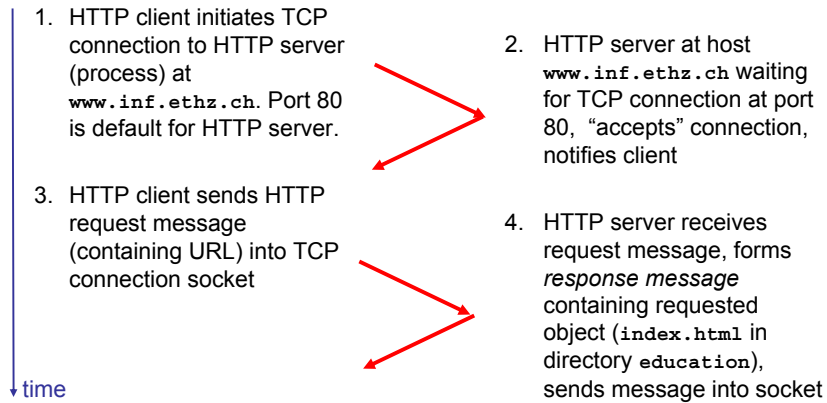 1. HTTP client initiates TCP
connection to HTTP server
(process) at
www.inf.ethz.ch. Port 80
is default for HTTP server.
2. HTTP server at host
www.inf.ethz.ch waiting
for TCP connection at port
80, “accepts” connection,
notifies client
3. HTTP client sends HTTP
request message
(containing URL) into TCP
connection socket
4. HTTP server receives
request message, forms
response message
containing requested
object (index.html in
directory education),
sends message into socket
time